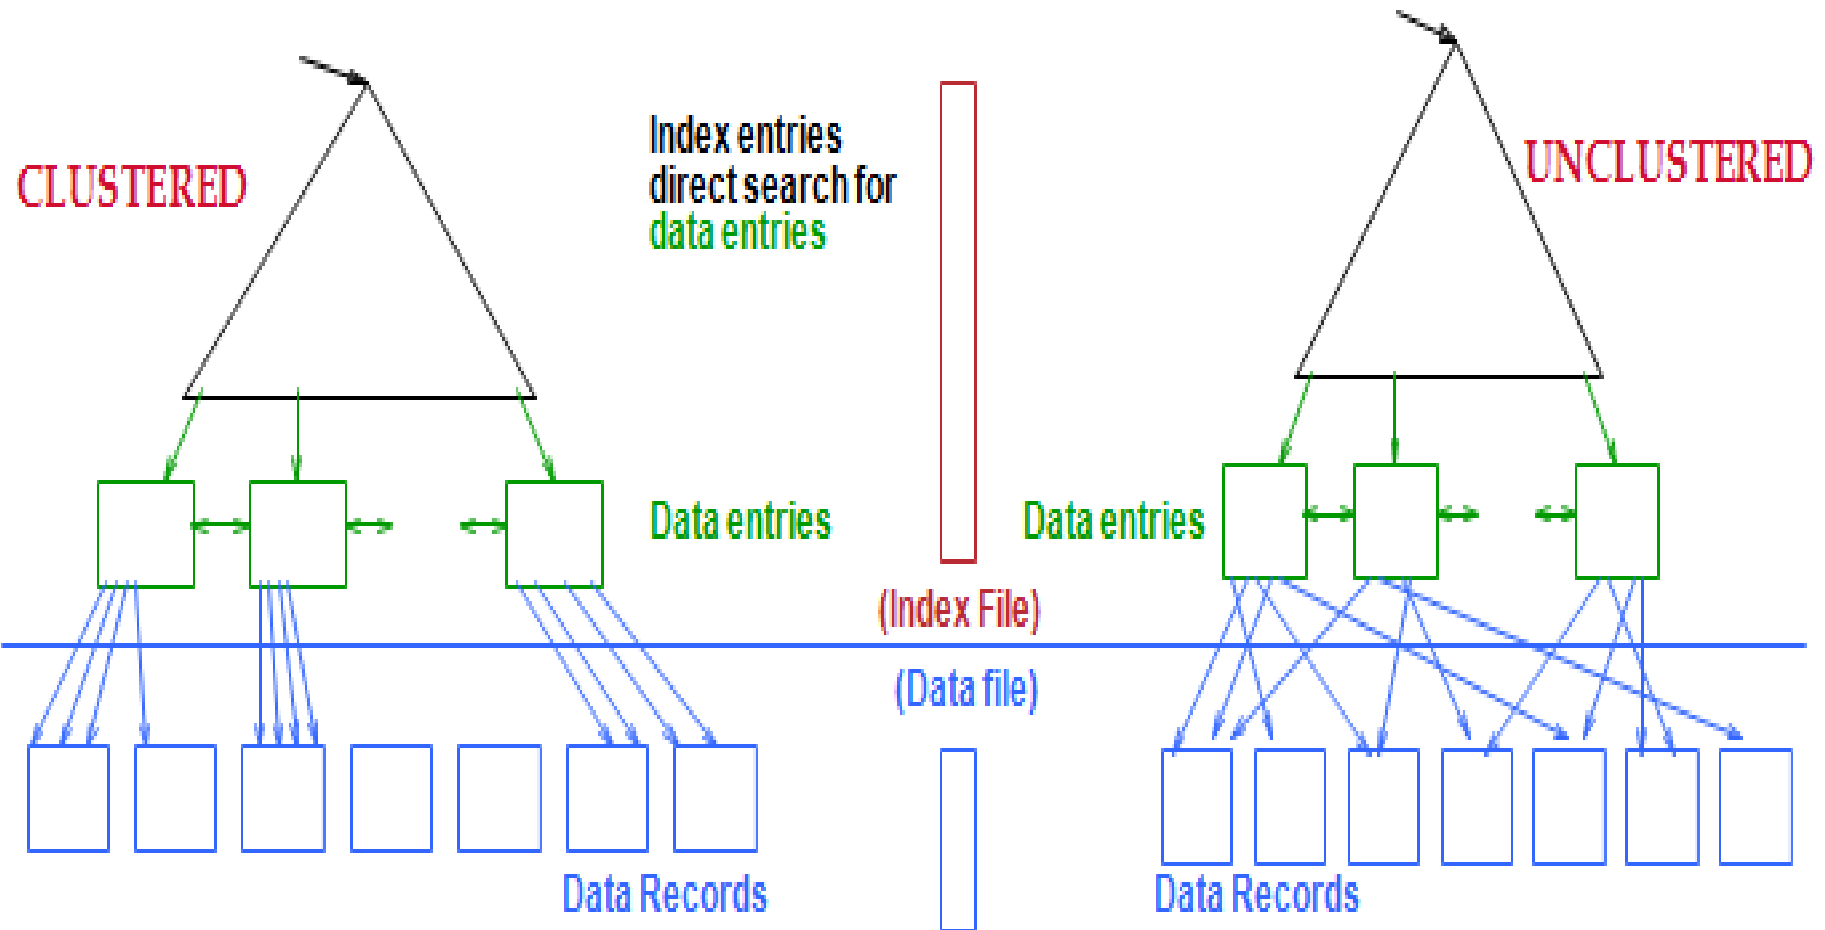 CLUSTERED
Index entries
direct search for
data entries
UNCLUSTERED
Data entries
Data entries
(Index File)
(Data file)
Data Records
Data Records